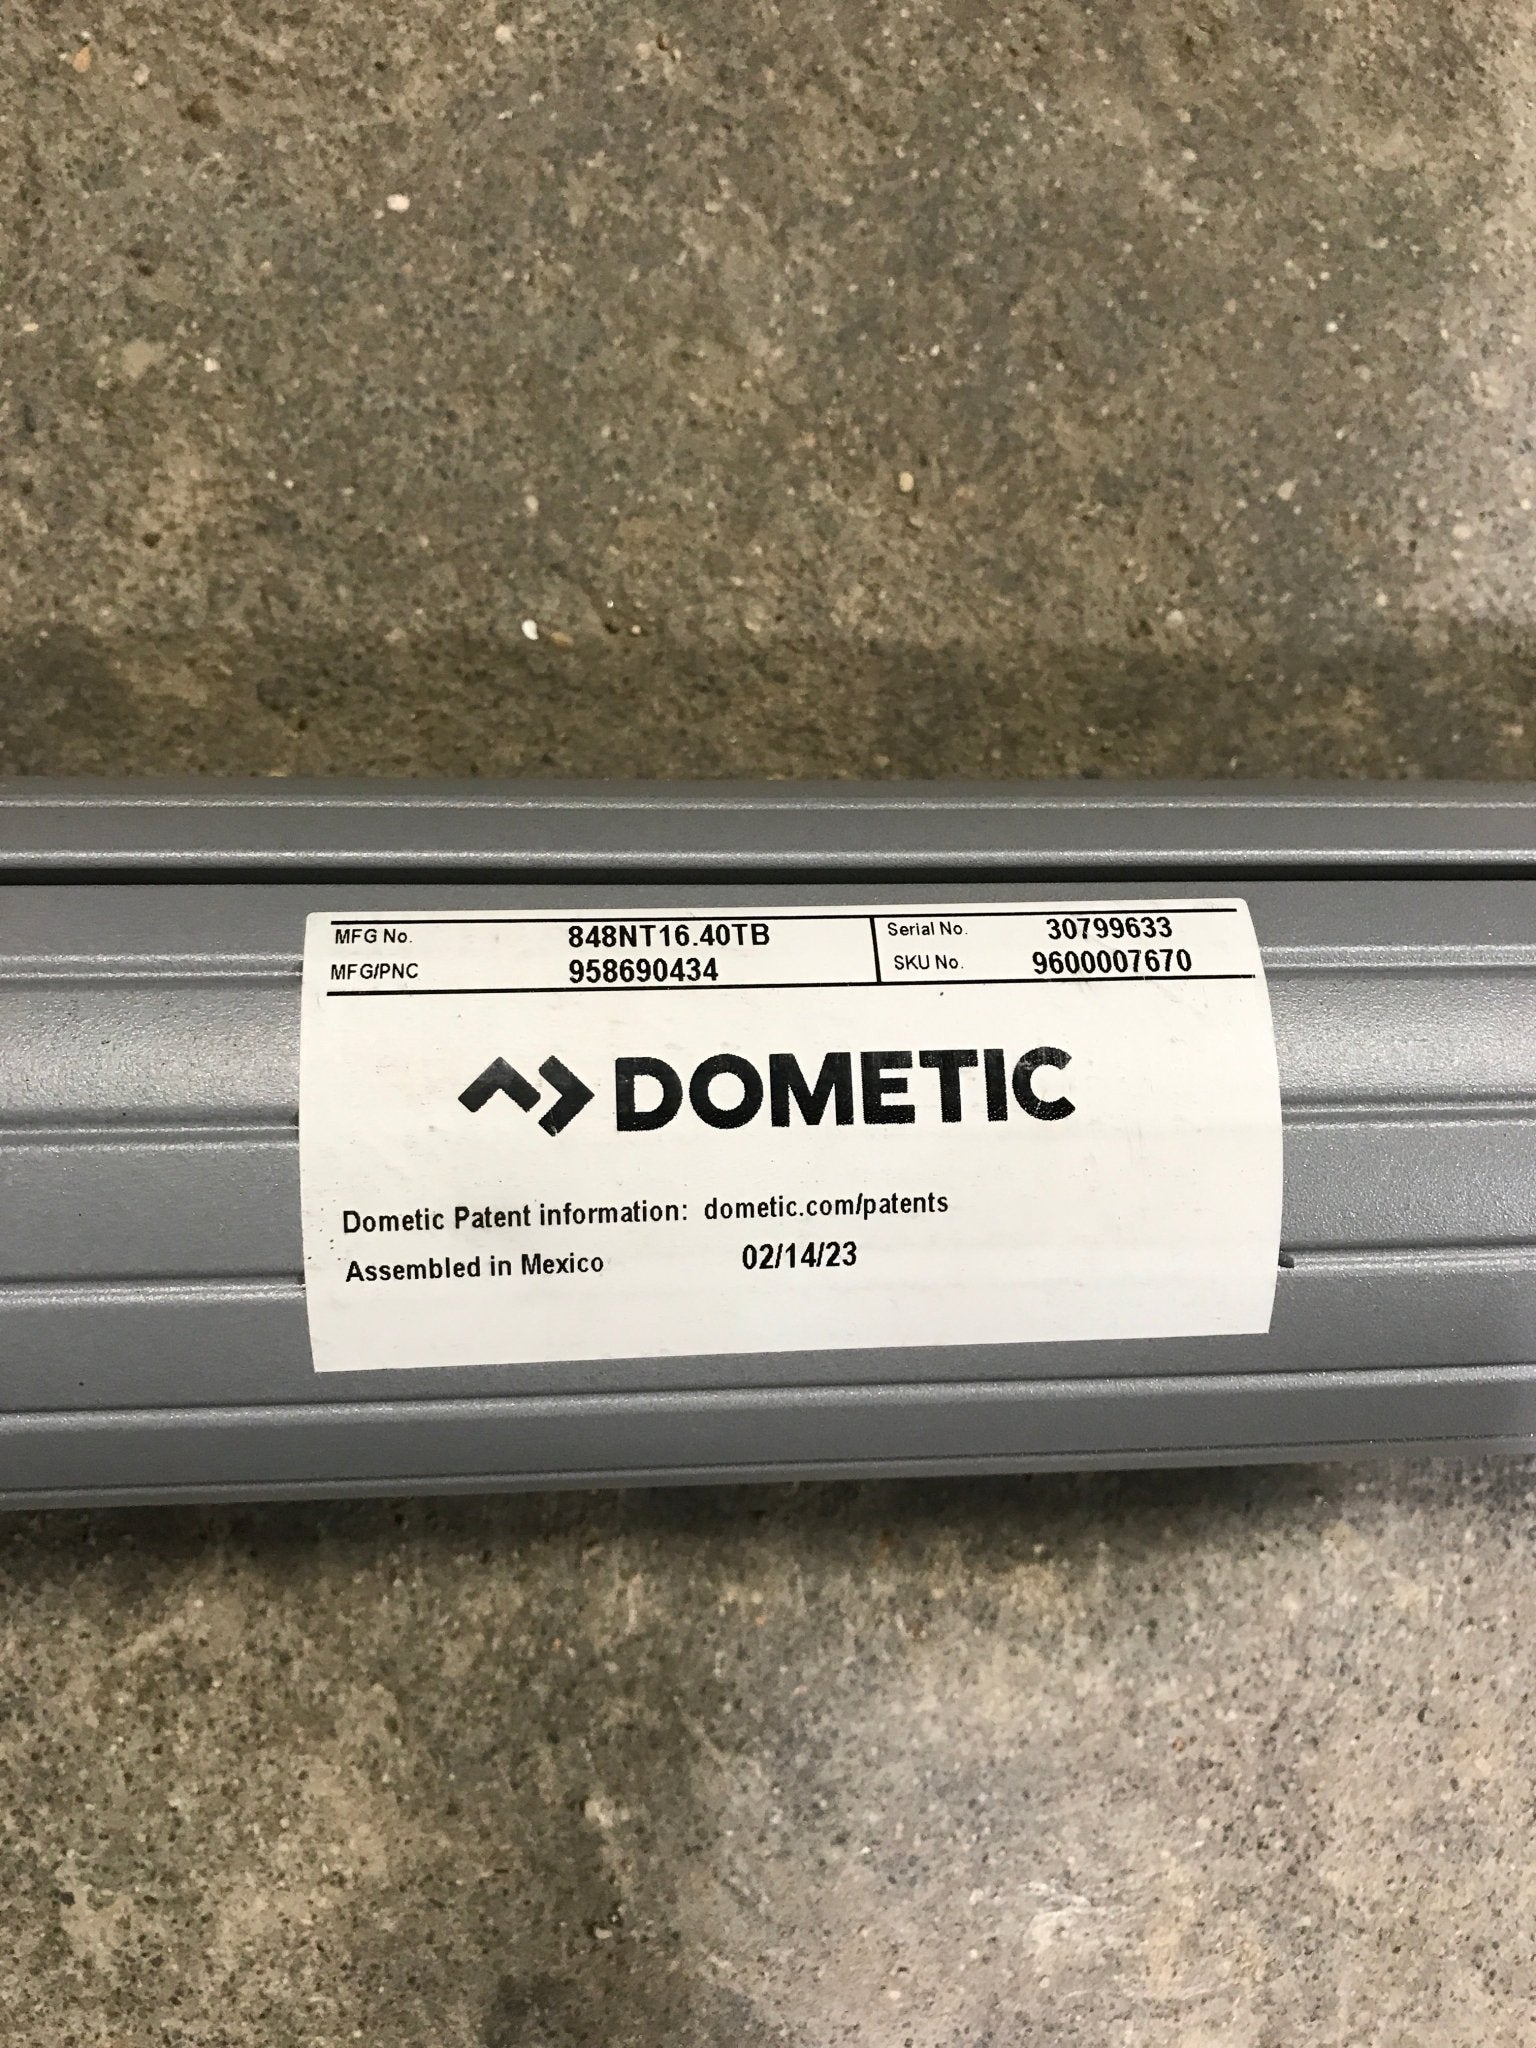 MFG No. 848NT16.40TB Serial No. 30799633
MFG/PNC 958690434 SKU No. 9600007670
DOMETIC
Dometic Patent information: dometic.com/patents
Assembled in Mexico 02/14/23